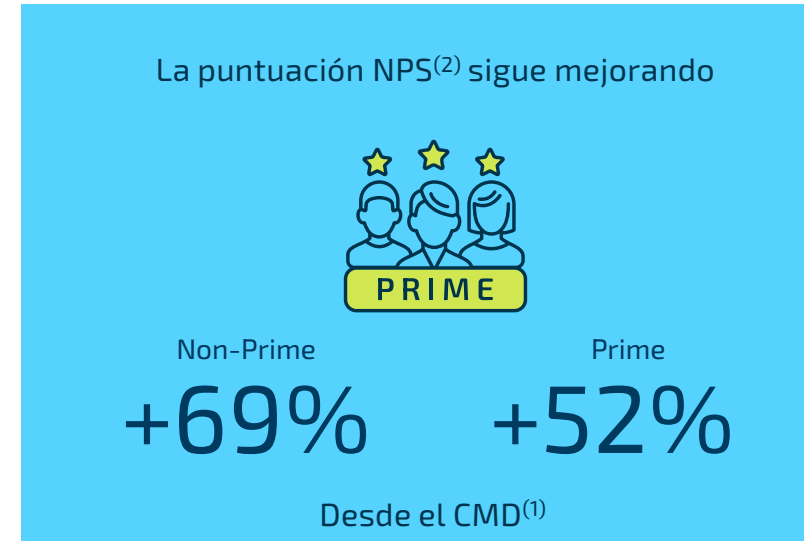 La puntuación NPS(2) sigue mejorando
PRIME
Non-Prime
Prime
+69%
+52%
Desde el CMD(1)